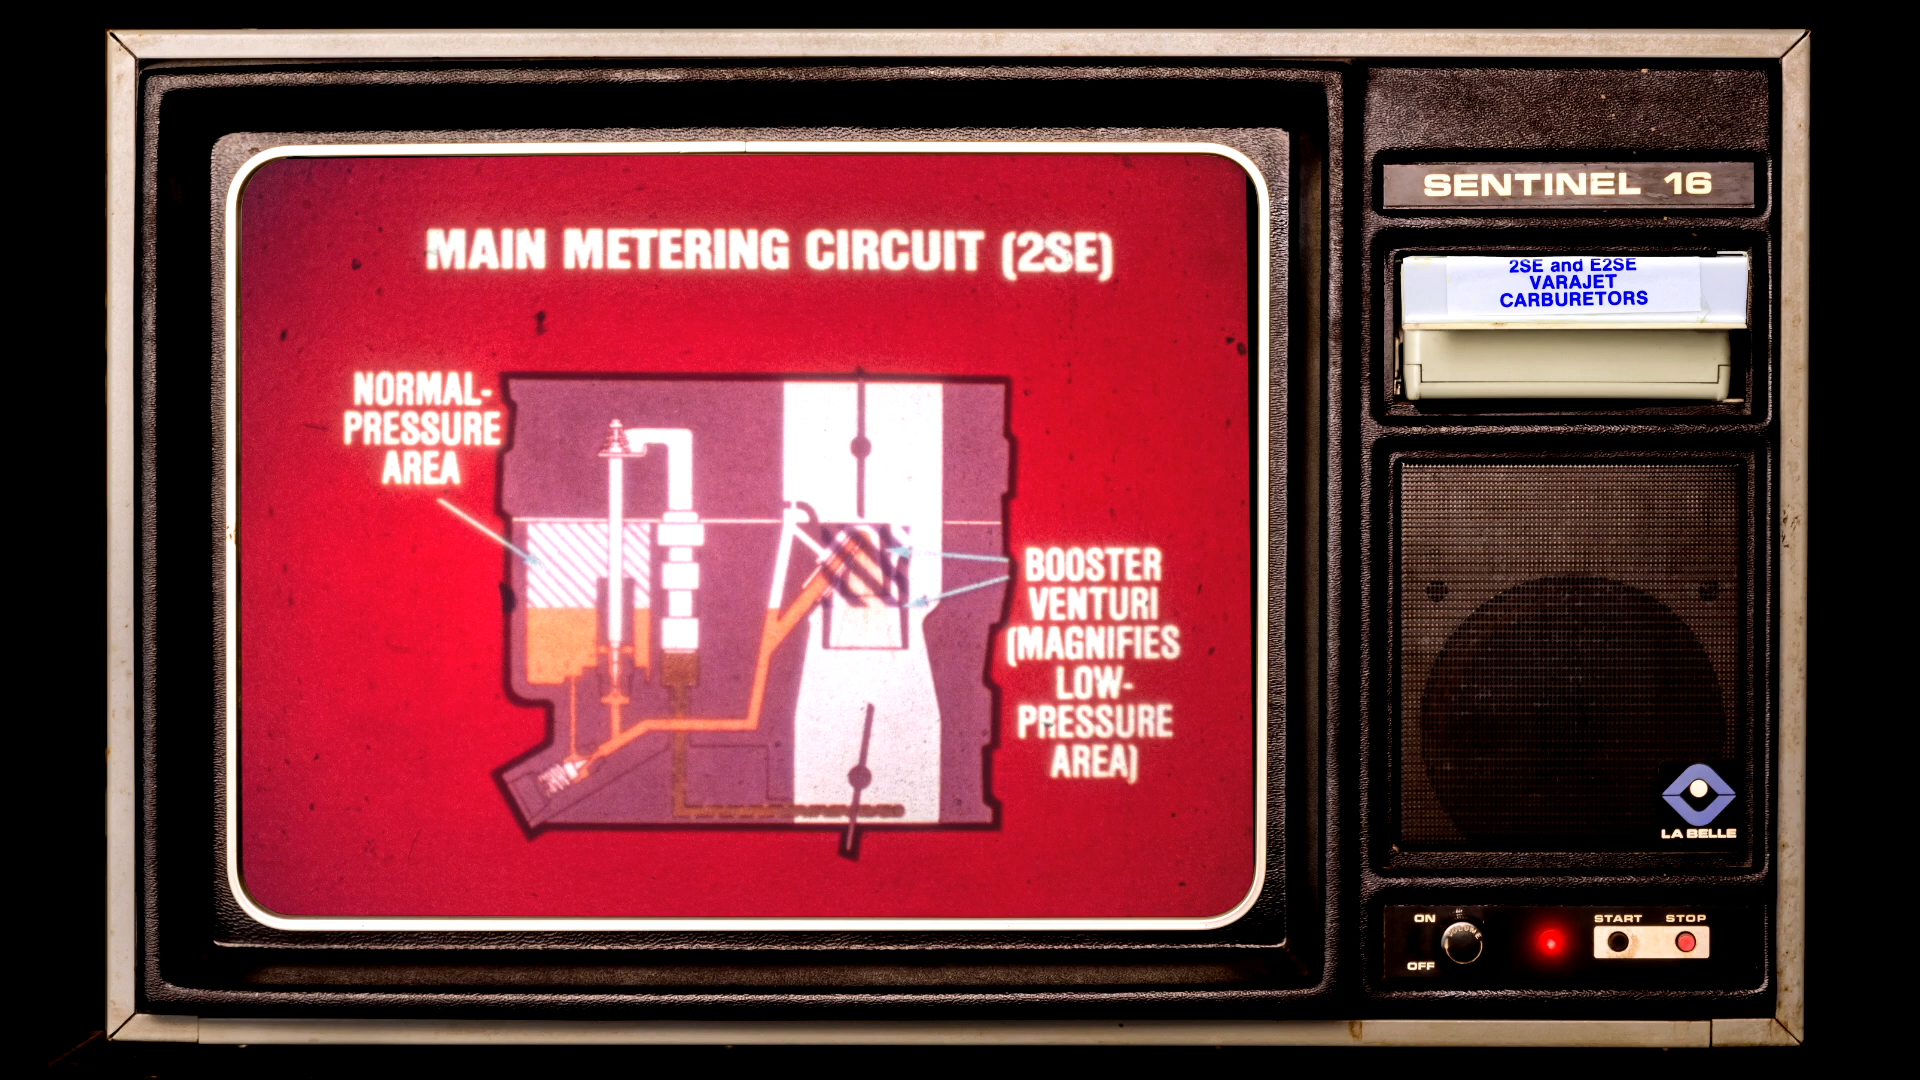 MAIN METERING CIRCUIT (2SE)
NORMAL-
PRESSURE
AREA
BOOSTER
VENTURI
(MAGNIFIES
LOW-
PRESSURE
AREA)
SENTINEL 16
2SE and E2SE
VARAJET
CARBURETORS
LA BELLE
ON
OFF
VOLUME
START
STOP